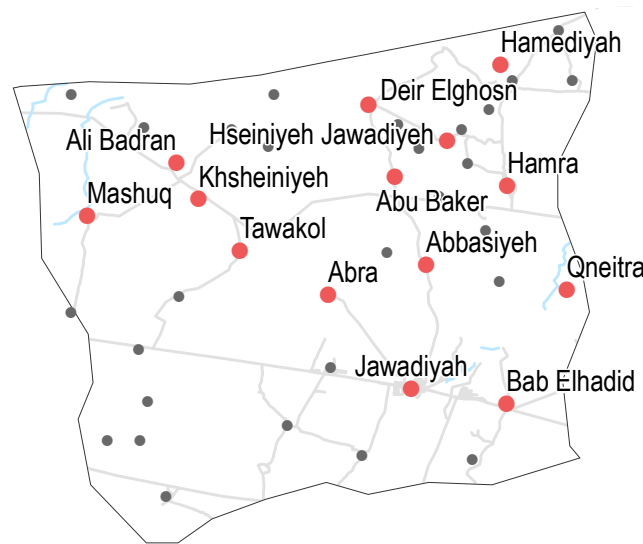 Hamediyah
Deir Elghosn
Ali Badran
Hseiniyeh Jawadiyeh
Mashuq
Khsheiniyeh
Abu Baker
Hamra
Tawakol
Abbasiyeh
Abra
Qneitra
Jawadiyah
Bab Elhadid